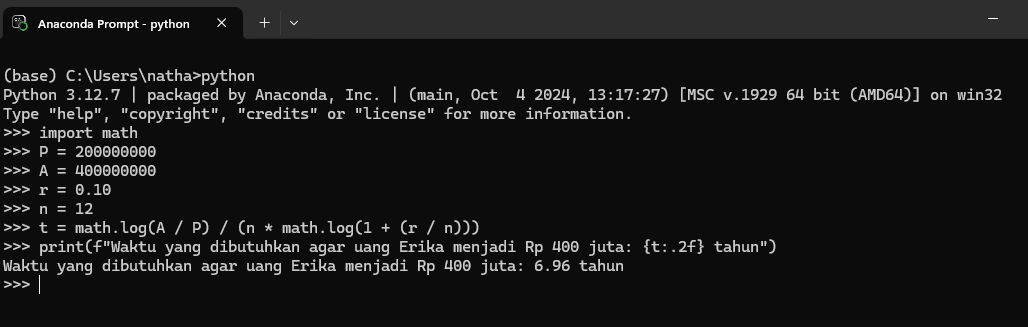 Anaconda Prompt - python
(base) C:\Users\natha>python
Python 3.12.7 | packaged by Anaconda, Inc. | (main, Oct  4 2024, 13:17:27) [MSC v.1929 64 bit (AMD64)] on win32
Type "help", "copyright", "credits" or "license" for more information.
>>> import math
>>> P = 200000000
>>> A = 400000000
>>> r = 0.10
>>> n = 12
>>> t = math.log(A / P) / (n * math.log(1 + (r / n)))
>>> print(f"Waktu yang dibutuhkan agar uang Erika menjadi Rp 400 juta: {t:.2f} tahun")
Waktu yang dibutuhkan agar uang Erika menjadi Rp 400 juta: 6.96 tahun
>>>